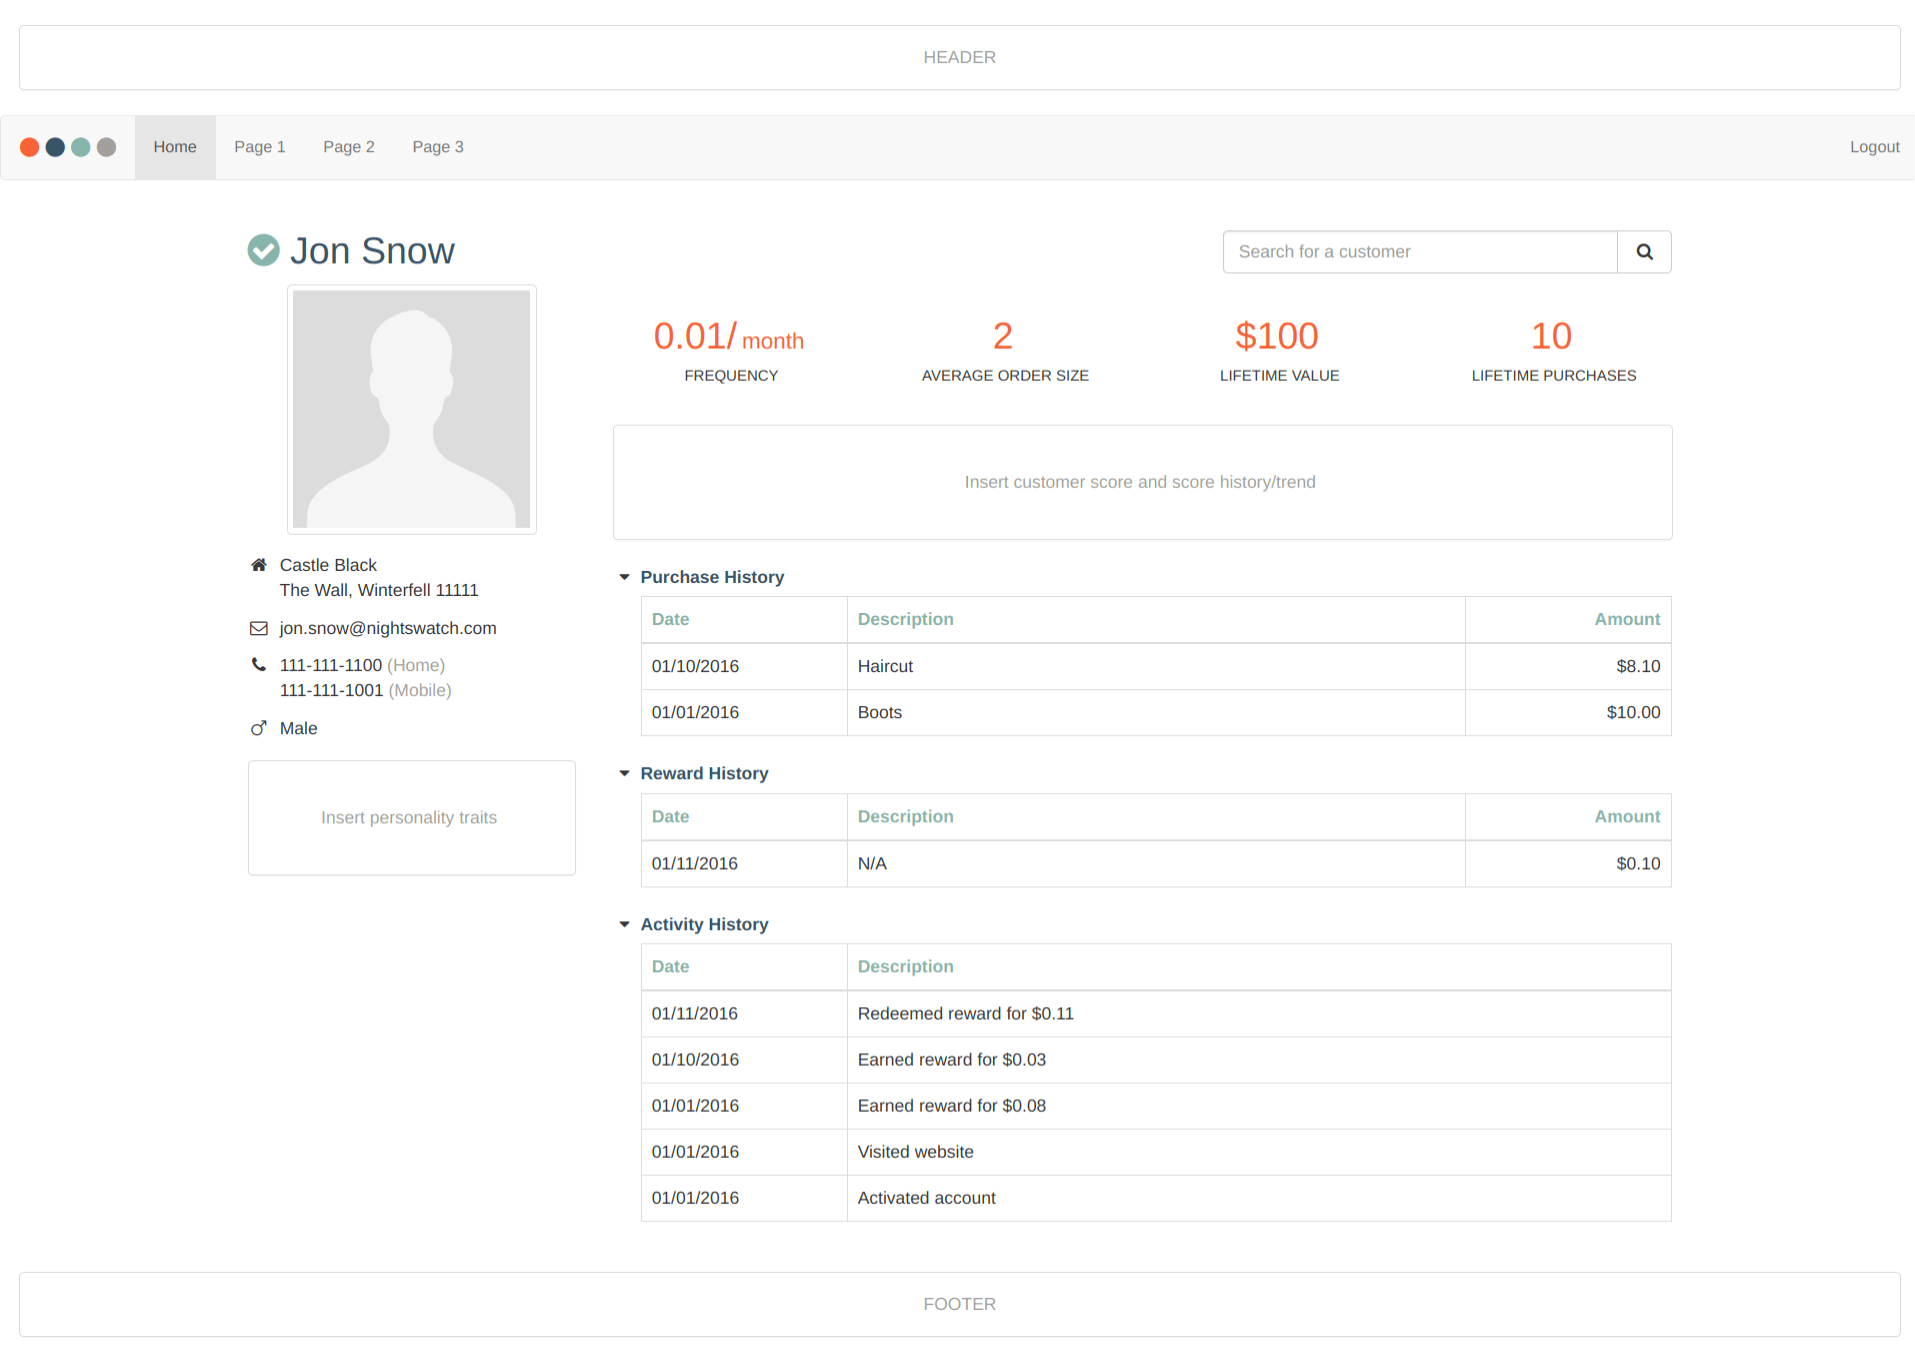 HEADER
Home Page 1 Page 2 Page 3 Logout
Jon Snow
Search for a customer
0.01/ month 2 $100 10
FREQUENCY AVERAGE ORDER SIZE LIFETIME VALUE LIFETIME PURCHASES
Insert customer score and score history/trend
Castle Black
The Wall, Winterfell 11111
jon.snow@nightswatch.com
111-111-1100 (Home)
111-111-1001 (Mobile)
Male
Insert personality traits
Purchase History
Date Description Amount
01/10/2016 Haircut $8.10
01/01/2016 Boots $10.00
Reward History
Date Description Amount
01/11/2016 N/A $0.10
Activity History
Date Description
01/11/2016 Redeemed reward for $0.11
01/10/2016 Earned reward for $0.03
01/01/2016 Earned reward for $0.08
01/01/2016 Visited website
01/01/2016 Activated account
FOOTER